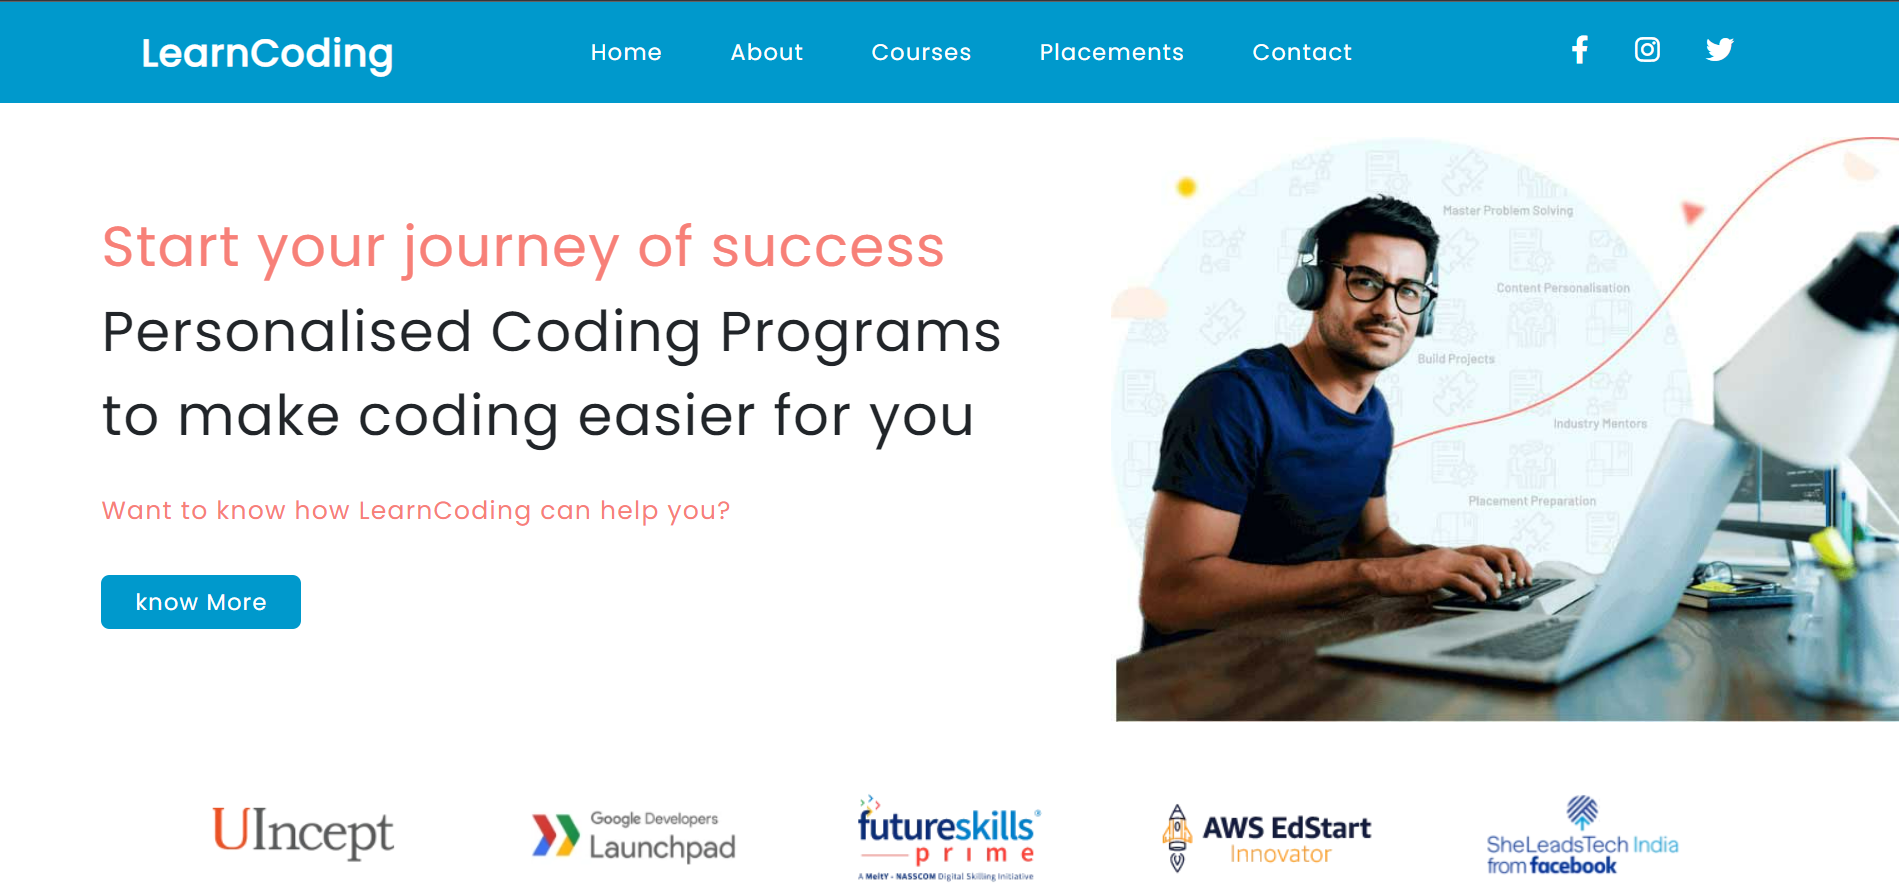 LearnCoding
Home About Courses Placements Contact
Start your journey of success
Personalised Coding Programs
to make coding easier for you
Want to know how LearnCoding can help you?
know More
Master Problem Solving
Content Personalisation
Build Projects
Industry Mentors
Placement Preparation
UIncept
Google Developers
Launchpad
futureskills®
prime
A MeitY - NASSCOM Digital Skilling Initiative
AWS EdStart
Innovator
SheLeadsTech India
from facebook